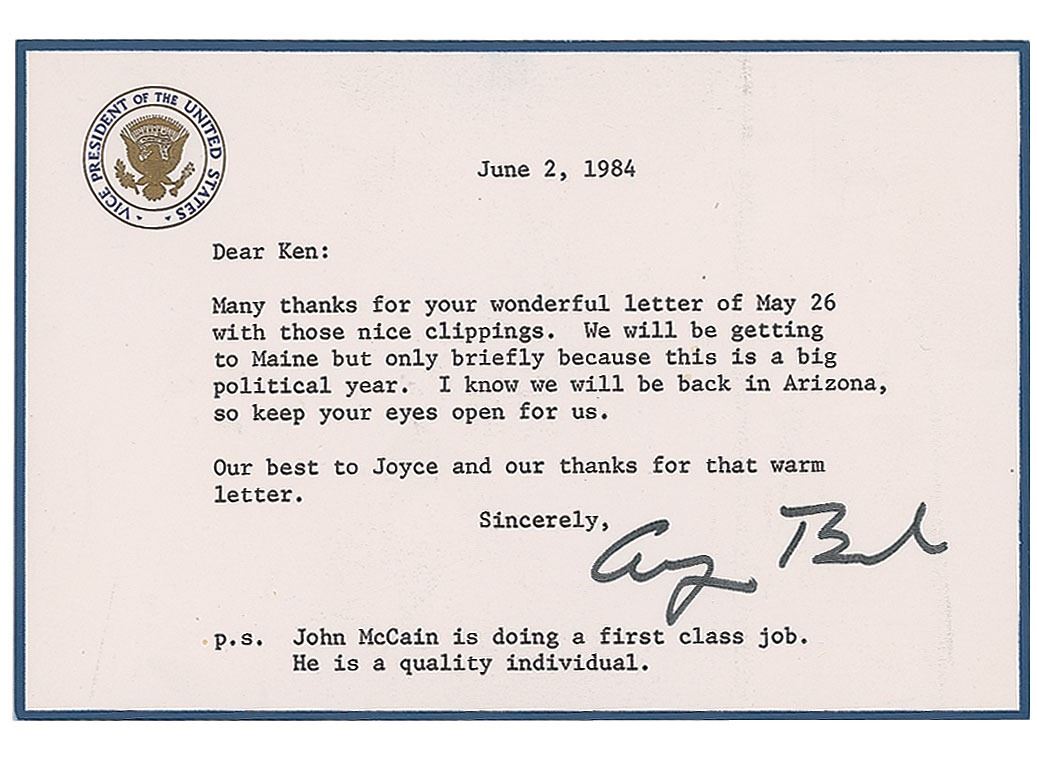 VICE PRESIDENT OF THE UNITED STATES
June 2, 1984
Dear Ken:
Many thanks for your wonderful letter of May 26
with those nice clippings. We will be getting
to Maine but only briefly because this is a big
political year. I know we will be back in Arizona,
so keep your eyes open for us.
Our best to Joyce and our thanks for that warm
letter.
Sincerely,
George Bush
p.s. John McCain is doing a first class job.
He is a quality individual.